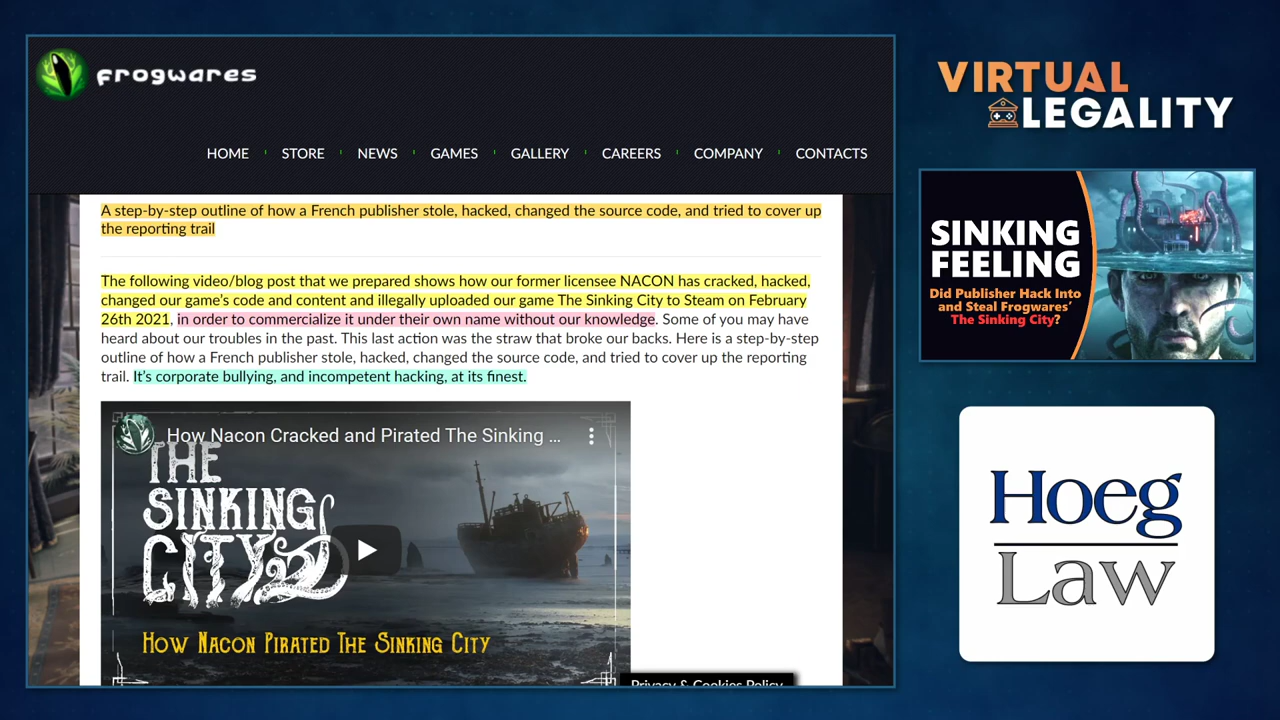 frogwares
HOME STORE NEWS GAMES GALLERY CAREERS COMPANY CONTACTS
A step-by-step outline of how a French publisher stole, hacked, changed the source code, and tried to cover up
the reporting trail
The following video/blog post that we prepared shows how our former licensee NACON has cracked, hacked,
changed our game's code and content and illegally uploaded our game The Sinking City to Steam on February
26th 2021, in order to commercialize it under their own name without our knowledge. Some of you may have
heard about our troubles in the past. This last action was the straw that broke our backs. Here is a step-by-step
outline of how a French publisher stole, hacked, changed the source code, and tried to cover up the reporting
trail. It's corporate bullying, and incompetent hacking, at its finest.
How Nacon Cracked and Pirated The Sinking ...
THE
SINKING
CITY
HOW NACON PIRATED THE SINKING CITY
Privacy & Cookies Policy
VIRTUAL
LEGALITY
SINKING
FEELING
Did Publisher Hack Into
and Steal Frogwares'
The Sinking City?
Hoeg
Law